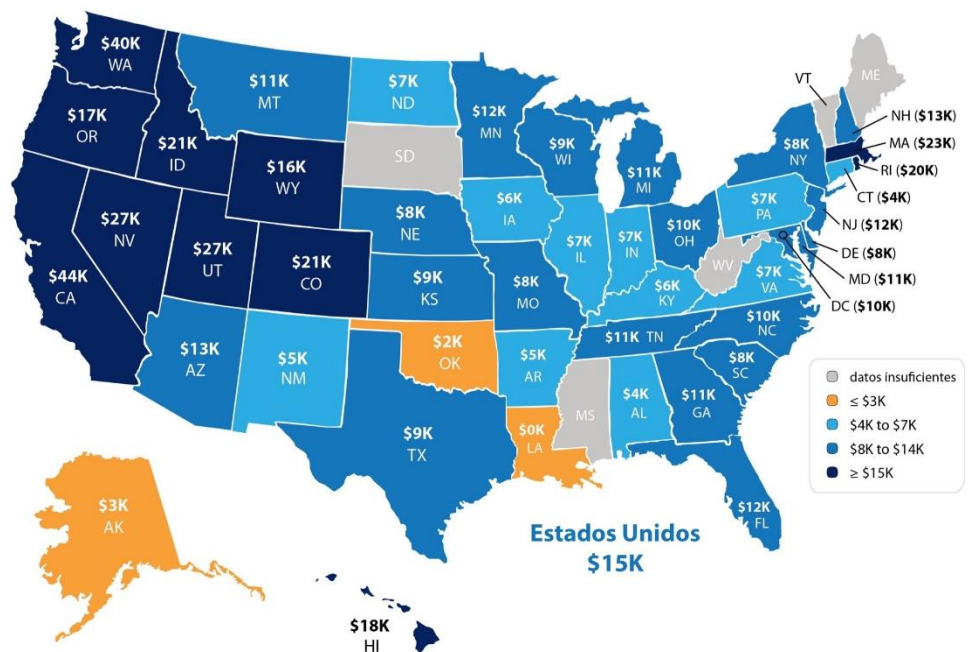 $40K
WA
$17K
OR
$21K
ID
$11K
MT
$7K
ND
$12K
MN
$16K
WY
SD
$9K
WI
$11K
MI
$8K
NY
VT
ME
NH ($13K)
MA ($23K)
RI ($20K)
CT ($4K)
NJ ($12K)
DE ($8K)
MD ($11K)
DC ($10K)
$44K
CA
$27K
NV
$27K
UT
$21K
CO
$8K
NE
$6K
IA
$7K
IL
$7K
IN
$10K
OH
$7K
PA
WV
$7K
VA
$9K
KS
$8K
MO
$6K
KY
$13K
AZ
$5K
NM
$2K
OK
$5K
AR
$11K TN
$10K
NC
$8K
SC
$9K
TX
$0K
LA
MS
$4K
AL
$11K
GA
$12K
FL
$3K
AK
$18K
HI
Estados Unidos
$15K
datos insuficientes
≤ $3K
$4K to $7K
$8K to $14K
≥ $15K